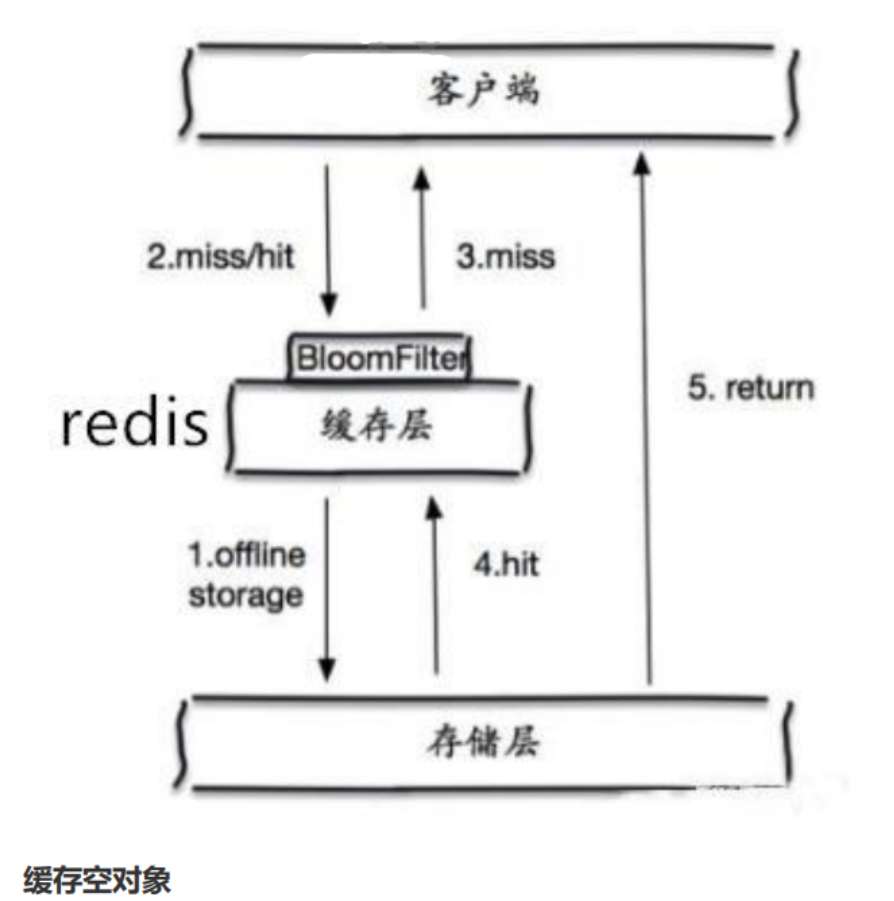 客户端
2.miss/hit
3.miss
BloomFilter
redis
缓存层
5. return
1.offline
storage
4.hit
存储层
缓存空对象